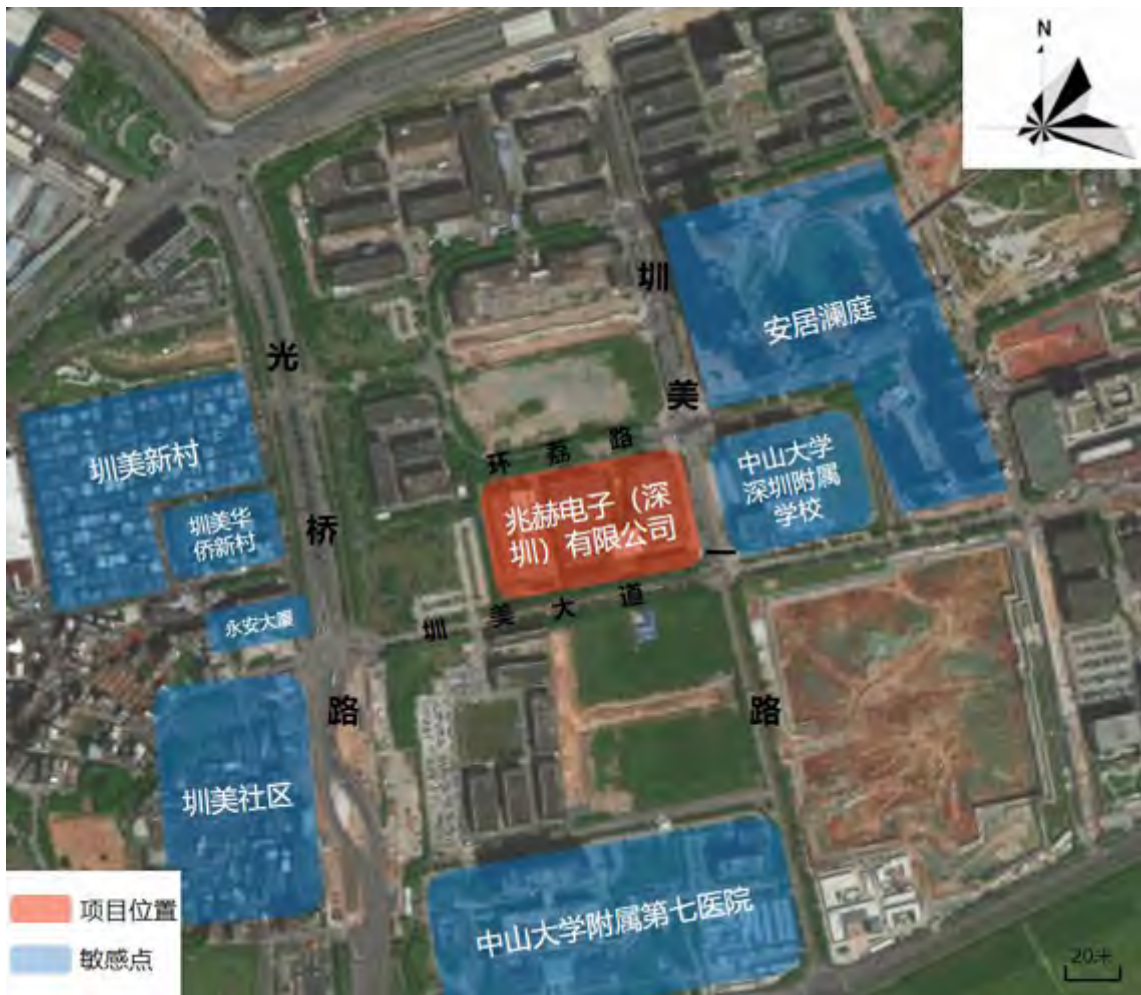 N
圳
安居澜庭
光
美
环荔路
圳美新村
中山大学
深圳附属
学校
兆赫电子（深
圳）有限公司
圳美华
侨新村
桥
一
圳美大道
永安大厦
路
路
圳美社区
中山大学附属第七医院
项目位置
敏感点
20米